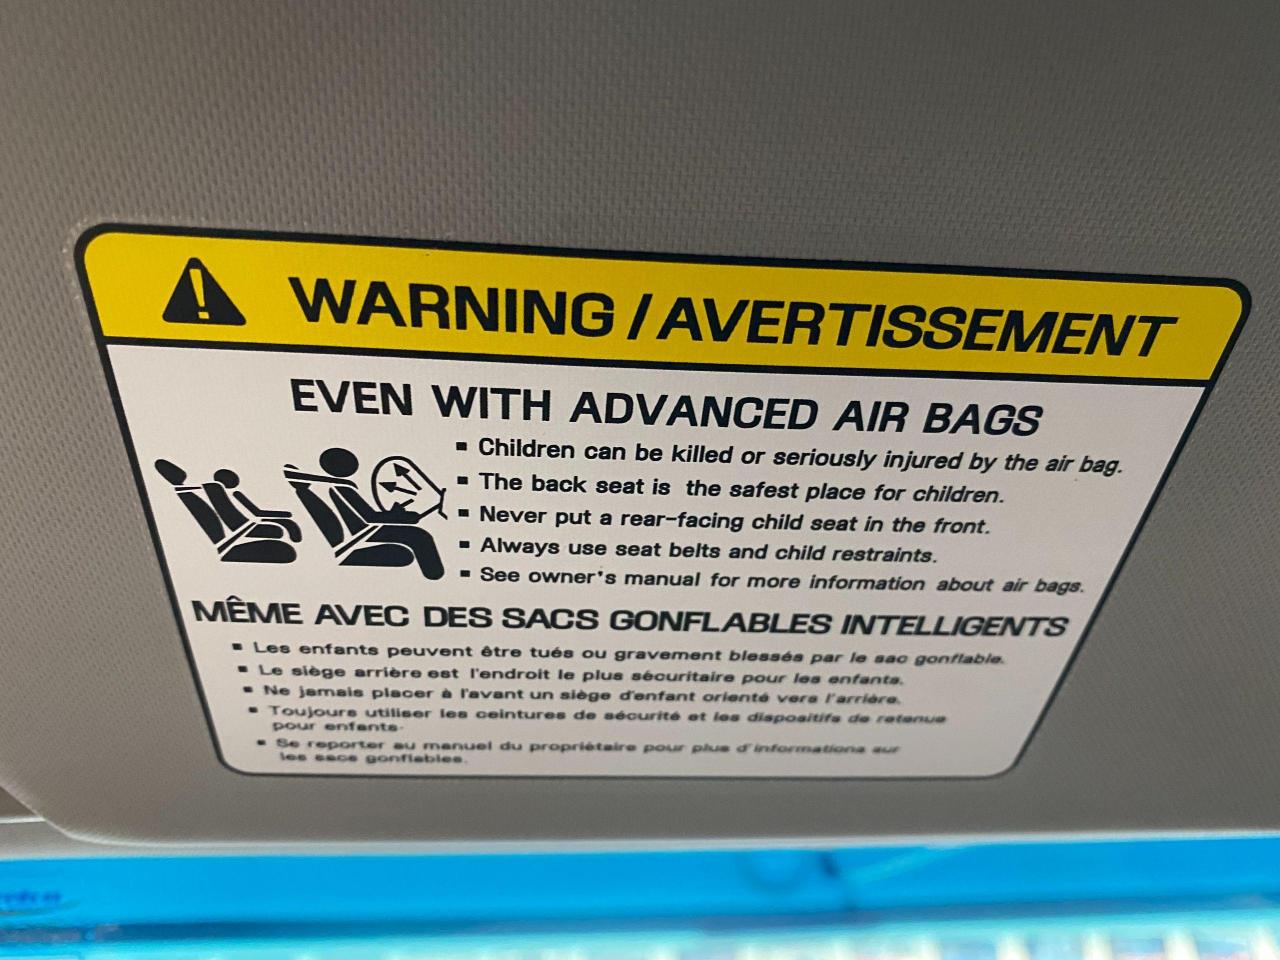 WARNING / AVERTISSEMENT
EVEN WITH ADVANCED AIR BAGS
▪ Children can be killed or seriously injured by the air bag.
▪ The back seat is the safest place for children.
▪ Never put a rear-facing child seat in the front.
▪ Always use seat belts and child restraints.
▪ See owner's manual for more information about air bags.
MÊME AVEC DES SACS GONFLABLES INTELLIGENTS
▪ Les enfants peuvent être tués ou gravement blessés par le sac gonflable.
▪ Le siège arrière est l'endroit le plus sécuritaire pour les enfants.
▪ Ne jamais placer à l'avant un siège d'enfant orienté vers l'arrière.
▪ Toujours utiliser les ceintures de sécurité et les dispositifs de retenue
pour enfants.
▪ Se reporter au manuel du propriétaire pour plus d'informations sur
les sacs gonflables.